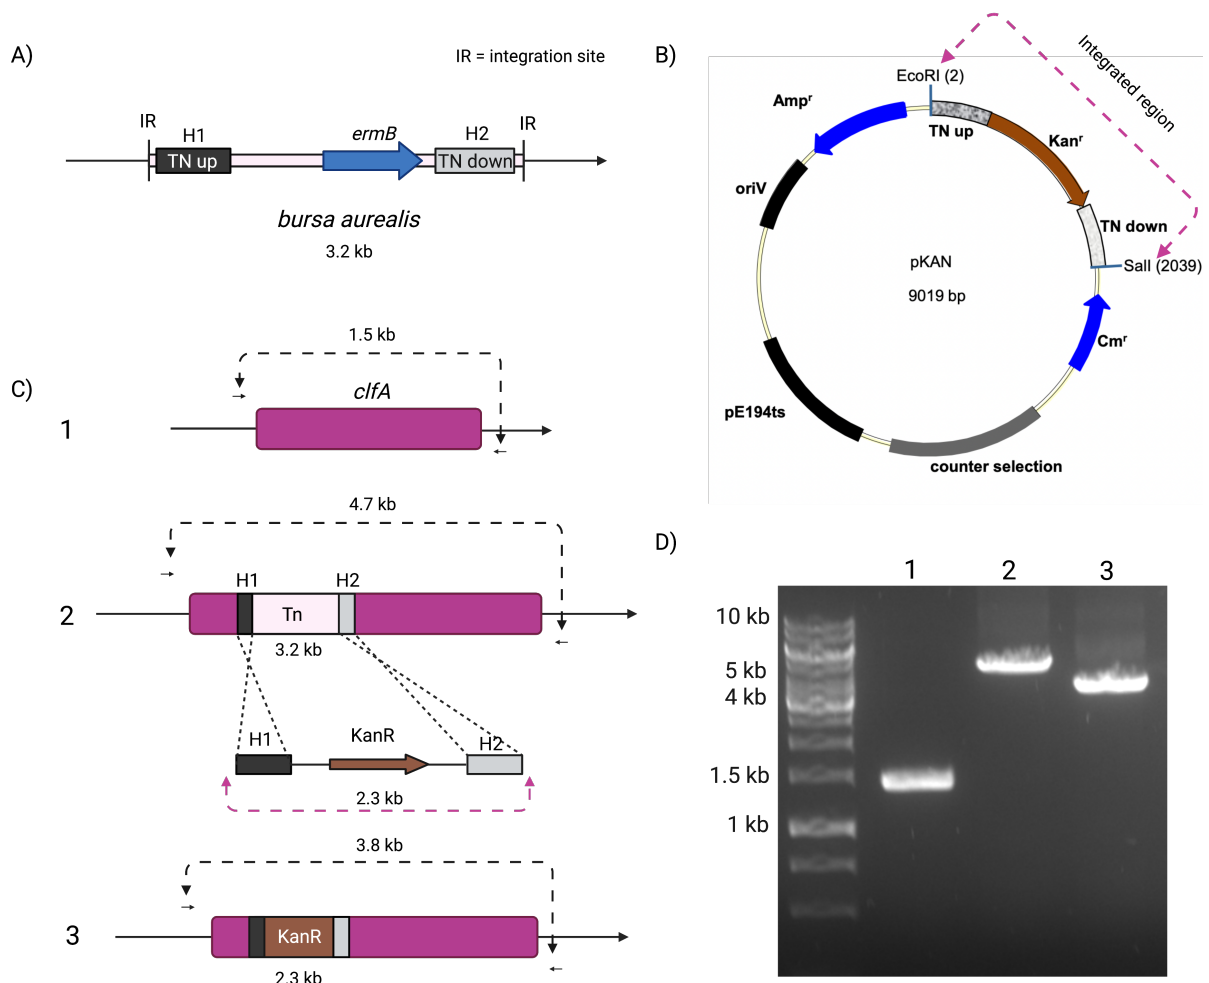 A)
IR = integration site
IR
H1
ermB
H2
IR
TN up
TN down
bursa aurealis
3.2 kb
B)
EcoRI (2)
Integrated region
Ampʳ
TN up
Kanʳ
oriV
TN down
pKAN
SalI (2039)
9019 bp
Cmʳ
pE194ts
counter selection
C)
1.5 kb
clfA
1
4.7 kb
H1
H2
2
Tn
3.2 kb
H1
KanR
H2
2.3 kb
3.8 kb
3
KanR
2.3 kb
D)
1
2
3
10 kb
5 kb
4 kb
1.5 kb
1 kb